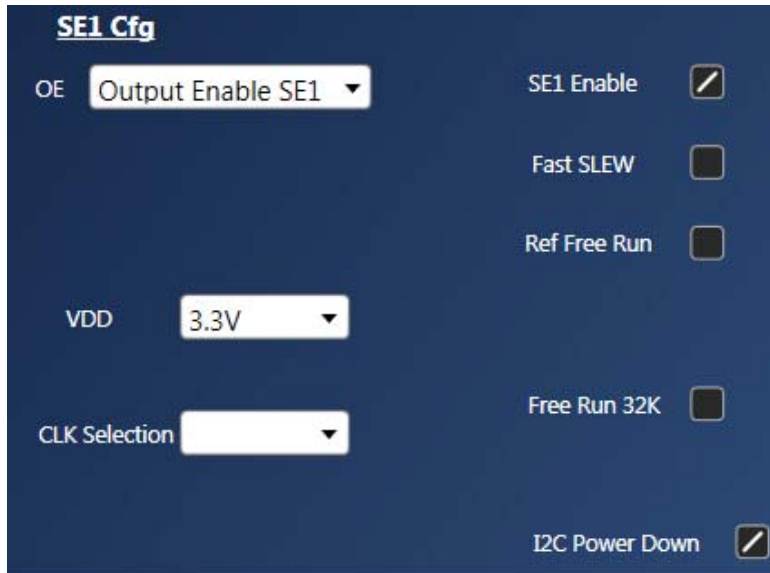 SE1 Cfg
OE Output Enable SE1
SE1 Enable
Fast SLEW
Ref Free Run
VDD 3.3V
Free Run 32K
CLK Selection
I2C Power Down